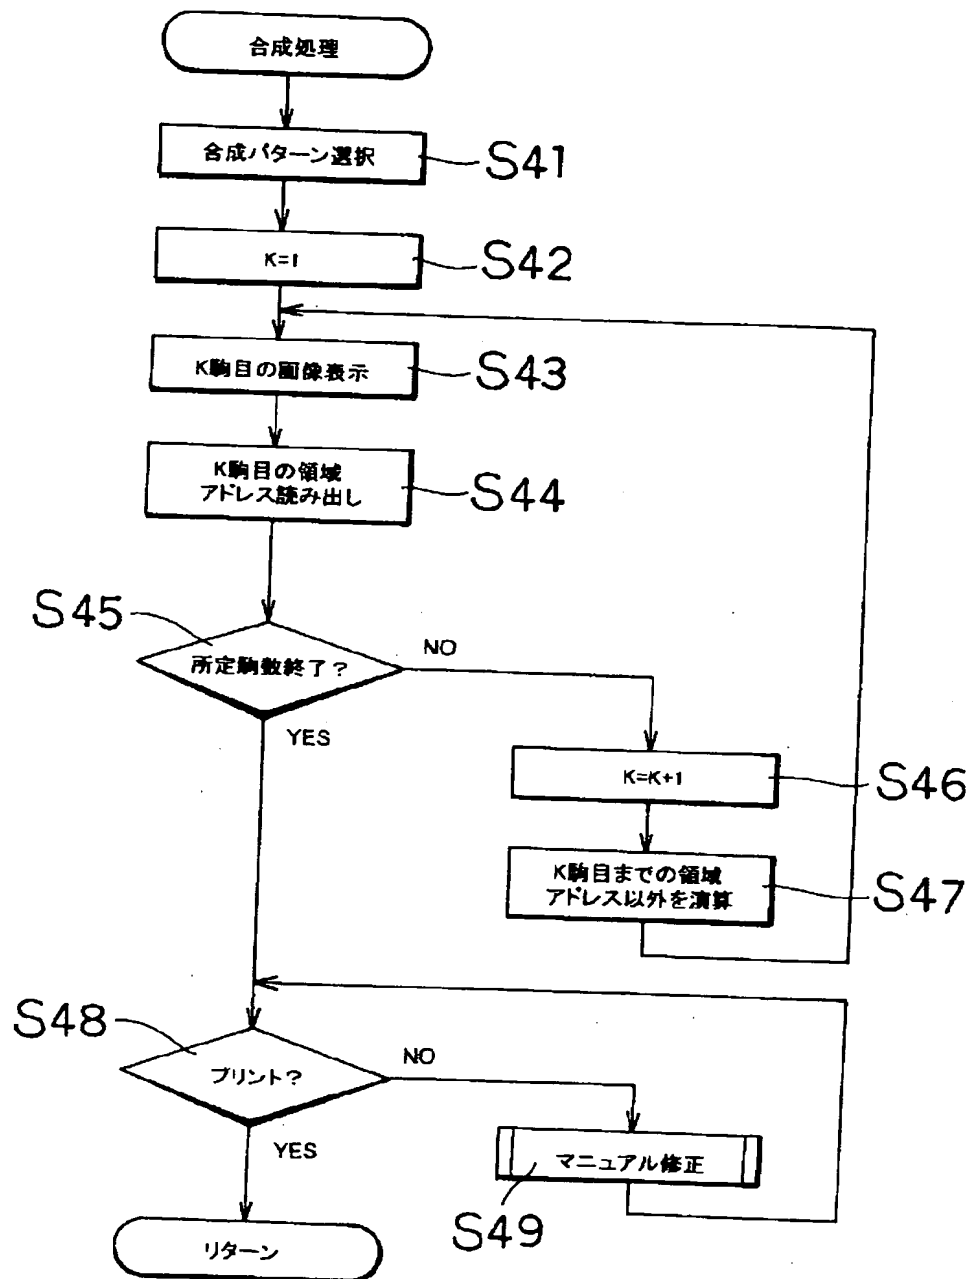 合成処理
合成パターン選択
S41
K=1
S42
K駒目の画像表示
S43
K駒目の領域
アドレス読み出し
S44
S45
所定駒数終了？
NO
YES
K=K+1
S46
K駒目までの領域
アドレス以外を演算
S47
S48
プリント？
NO
YES
マニュアル修正
S49
リターン